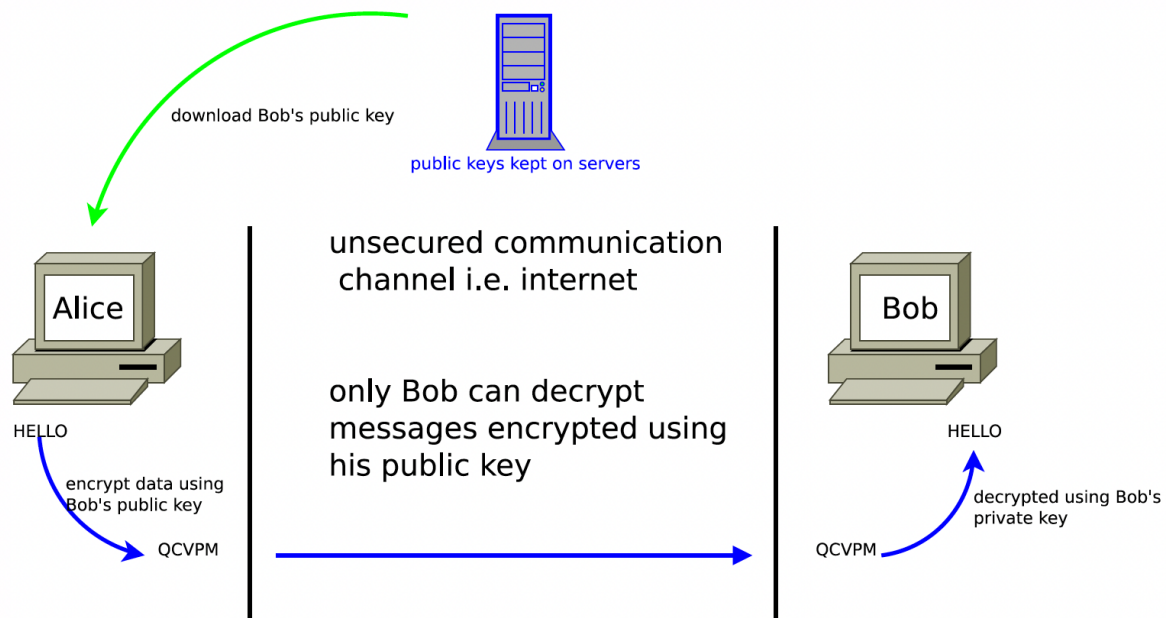 download Bob's public key
public keys kept on servers
unsecured communication
channel i.e. internet
Alice
Bob
only Bob can decrypt
messages encrypted using
his public key
HELLO
encrypt data using
Bob's public key
QCVPM
HELLO
decrypted using Bob's
private key
QCVPM